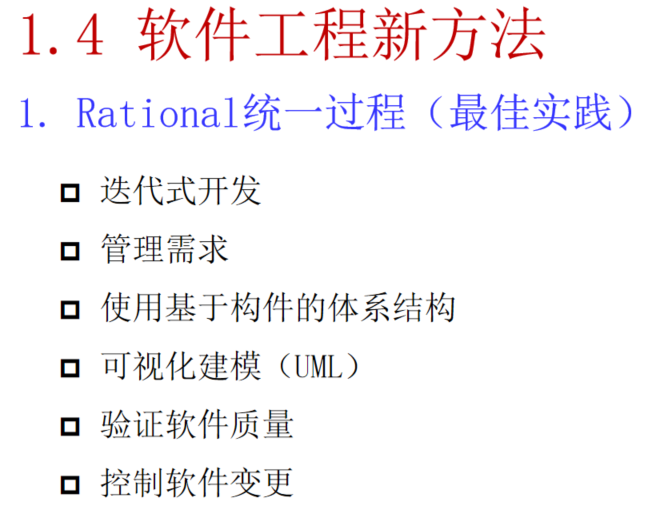 1.4 软件工程新方法
1. Rational统一过程（最佳实践）
迭代式开发
管理需求
使用基于构件的体系结构
可视化建模（UML）
验证软件质量
控制软件变更